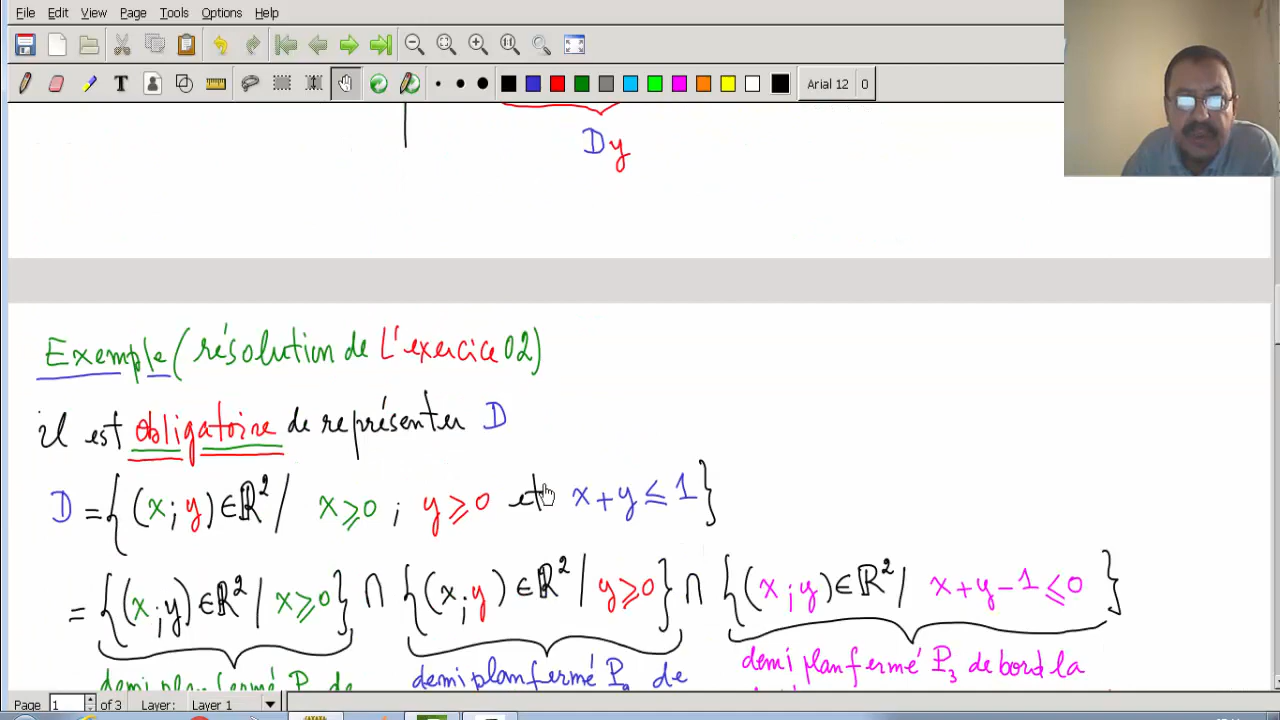 File Edit View Page Tools Options Help
Arial 12 0
Dy
Exemple (résolution de L'exercice 02)
il est obligatoire de représenter D
D = {(x;y)∈ℝ² / x⩾0 ; y⩾0 et x+y⩽1}
= {(x;y)∈ℝ² / x⩾0} ∩ {(x;y)∈ℝ² / y⩾0} ∩ {(x;y)∈ℝ² / x+y-1⩽0}
demi plan fermé P₃ de bord la
demi plan fermé P de
Page 1 of 3 Layer: Layer 1